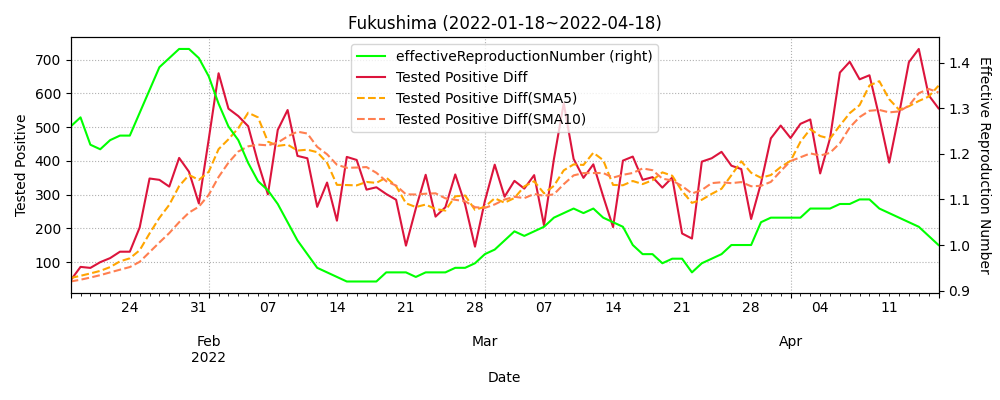 Fukushima (2022-01-18~2022-04-18)
effectiveReproductionNumber (right)
Tested Positive Diff
Tested Positive Diff(SMA5)
Tested Positive Diff(SMA10)
Tested Positive
700
600
500
400
300
200
100
Effective Reproduction Number
1.4
1.3
1.2
1.1
1.0
0.9
24 31 07 14 21 28 07 14 21 28 04 11
Feb Mar Apr
2022
Date